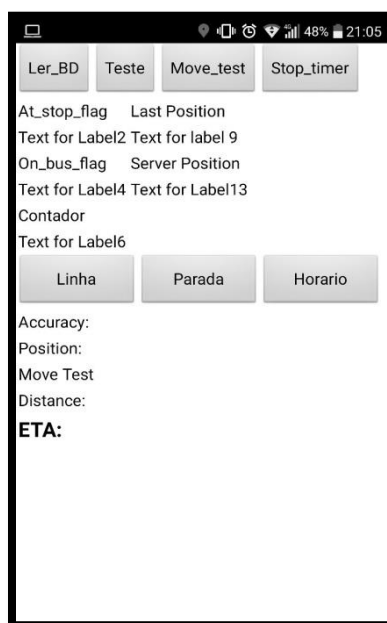 48% 21:05
Ler_BD Teste Move_test Stop_timer
At_stop_flag Last Position
Text for Label2 Text for label 9
On_bus_flag Server Position
Text for Label4 Text for Label13
Contador
Text for Label6
Linha Parada Horario
Accuracy:
Position:
Move Test
Distance:
ETA: